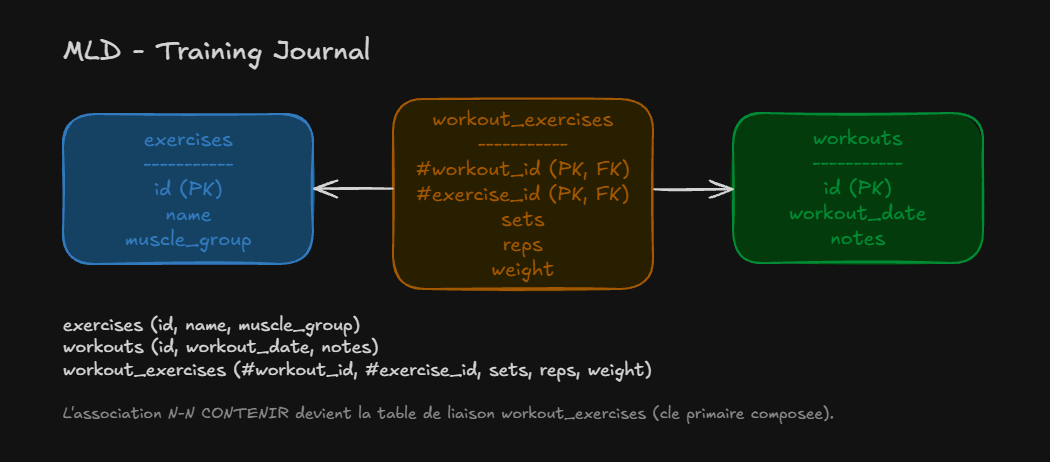 MLD - Training Journal
exercises
-----------
id (PK)
name
muscle_group
workout_exercises
-----------
#workout_id (PK, FK)
#exercise_id (PK, FK)
sets
reps
weight
workouts
-----------
id (PK)
workout_date
notes
exercises (id, name, muscle_group)
workouts (id, workout_date, notes)
workout_exercises (#workout_id, #exercise_id, sets, reps, weight)
L'association N-N CONTENIR devient la table de liaison workout_exercises (cle primaire composee).